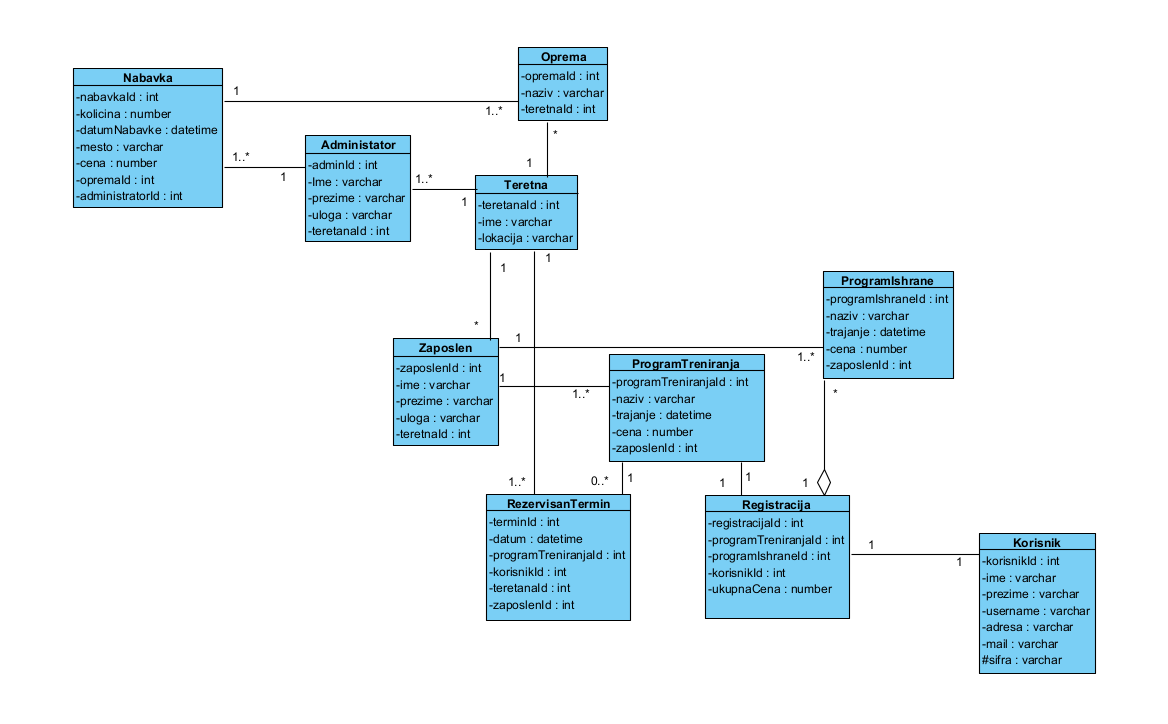 Oprema
-opremaId : int
-naziv : varchar
-teretnaId : int
Nabavka
-nabavkaId : int
-kolicina : number
-datumNabavke : datetime
-mesto : varchar
-cena : number
-opremaId : int
-administratorId : int
1
1..*
1..*
1
*
1
Administator
-adminId : int
-Ime : varchar
-prezime : varchar
-uloga : varchar
-teretanaId : int
1..*
1
Teretna
-teretanaId : int
-ime : varchar
-lokacija : varchar
1
1
*
ProgramIshrane
-programIshraneId : int
-naziv : varchar
-trajanje : datetime
-cena : number
-zaposlenId : int
Zaposlen
-zaposlenId : int
-ime : varchar
-prezime : varchar
-uloga : varchar
-teretnaId : int
1
1..*
1
1..*
ProgramTreniranja
-programTreniranjaId : int
-naziv : varchar
-trajanje : datetime
-cena : number
-zaposlenId : int
*
1..*
0..*
1
1
1
1
RezervisanTermin
-terminId : int
-datum : datetime
-programTreniranjaId : int
-korisnikId : int
-teretanaId : int
-zaposlenId : int
Registracija
-registracijaId : int
-programTreniranjaId : int
-programIshraneId : int
-korisnikId : int
-ukupnaCena : number
1
1
Korisnik
-korisnikId : int
-ime : varchar
-prezime : varchar
-username : varchar
-adresa : varchar
-mail : varchar
#sifra : varchar